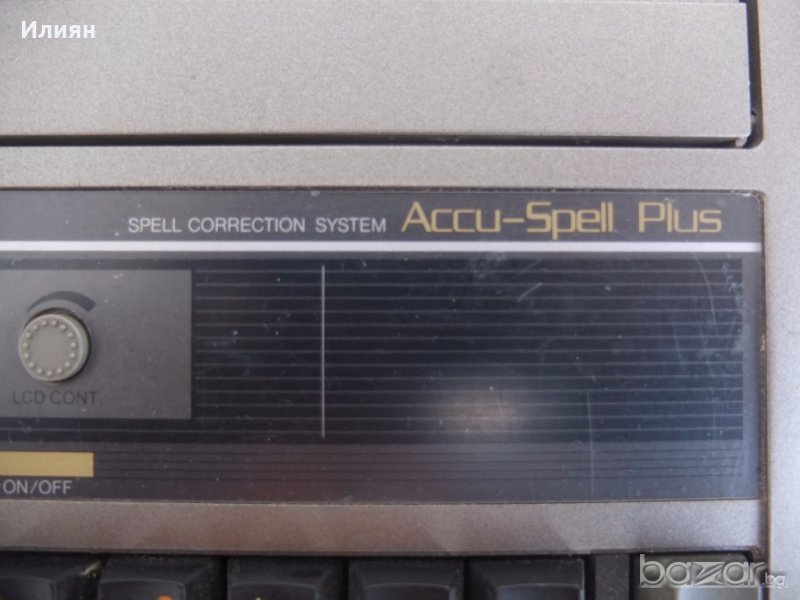 Илиян
SPELL CORRECTION SYSTEM Accu-Spell Plus
LCD CONT.
ON/OFF
bazar.bg